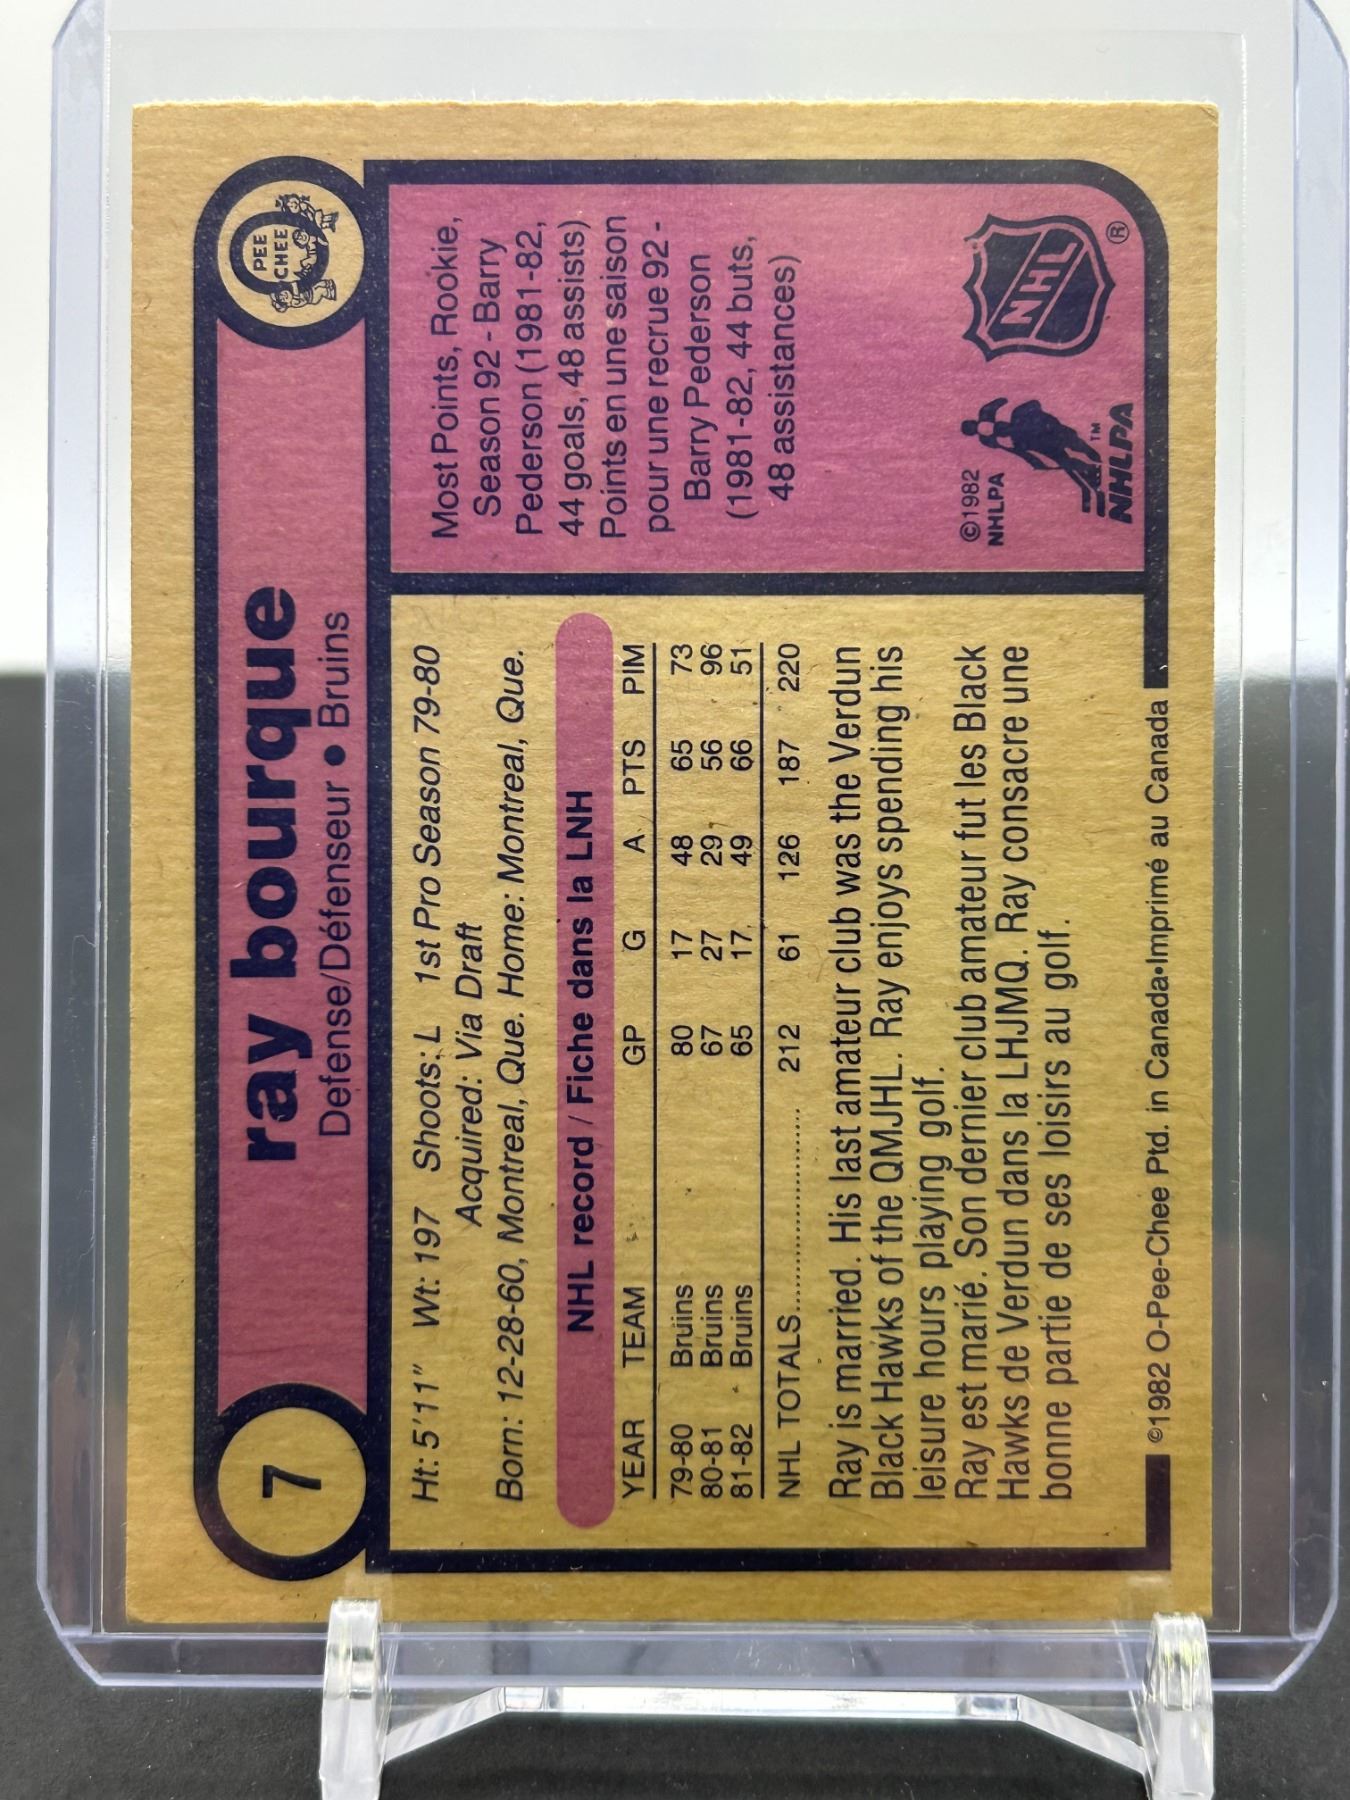 7
ray bourque
Defense/Défenseur • Bruins
PEE
CHEE
Ht: 5'11" Wt: 197 Shoots: L 1st Pro Season 79-80
Acquired: Via Draft
Born: 12-28-60, Montreal, Que. Home: Montreal, Que.
NHL record / Fiche dans la LNH
YEAR TEAM GP G A PTS PIM
79-80 Bruins 80 17 48 65 73
80-81 Bruins 67 27 29 56 96
81-82 Bruins 65 17 49 66 51
NHL TOTALS.................. 212 61 126 187 220
Ray is married. His last amateur club was the Verdun
Black Hawks of the QMJHL. Ray enjoys spending his
leisure hours playing golf.
Ray est marié. Son dernier club amateur fut les Black
Hawks de Verdun dans la LHJMQ. Ray consacre une
bonne partie de ses loisirs au golf.
©1982 O-Pee-Chee Ptd. in Canada•Imprimé au Canada
Most Points, Rookie,
Season 92 - Barry
Pederson (1981-82,
44 goals, 48 assists)
Points en une saison
pour une recrue 92 -
Barry Pederson
(1981-82, 44 buts,
48 assistances)
©1982
NHLPA
NHLPA™
NHL®